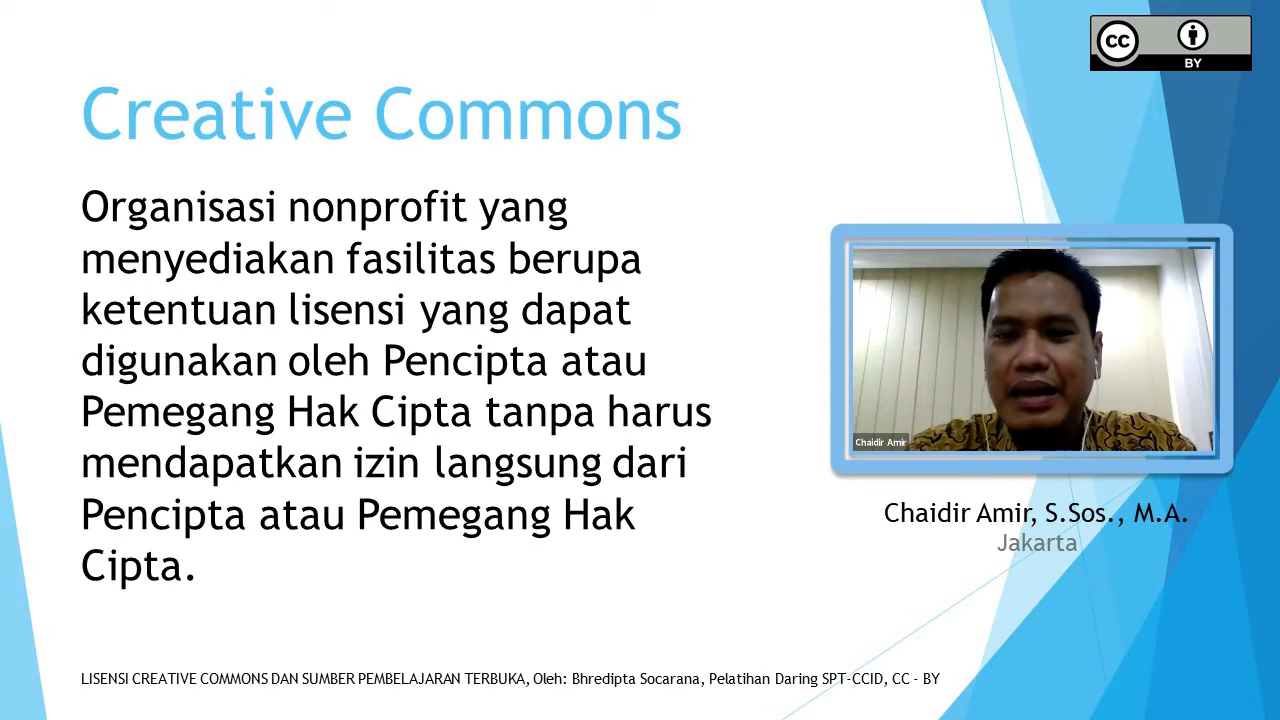 Creative Commons
Organisasi nonprofit yang
menyediakan fasilitas berupa
ketentuan lisensi yang dapat
digunakan oleh Pencipta atau
Pemegang Hak Cipta tanpa harus
mendapatkan izin langsung dari
Pencipta atau Pemegang Hak
Cipta.
CC
BY
Chaidir Amir
Chaidir Amir, S.Sos., M.A.
Jakarta
LISENSI CREATIVE COMMONS DAN SUMBER PEMBELAJARAN TERBUKA, Oleh: Bhredipta Socarana, Pelatihan Daring SPT-CCID, CC - BY